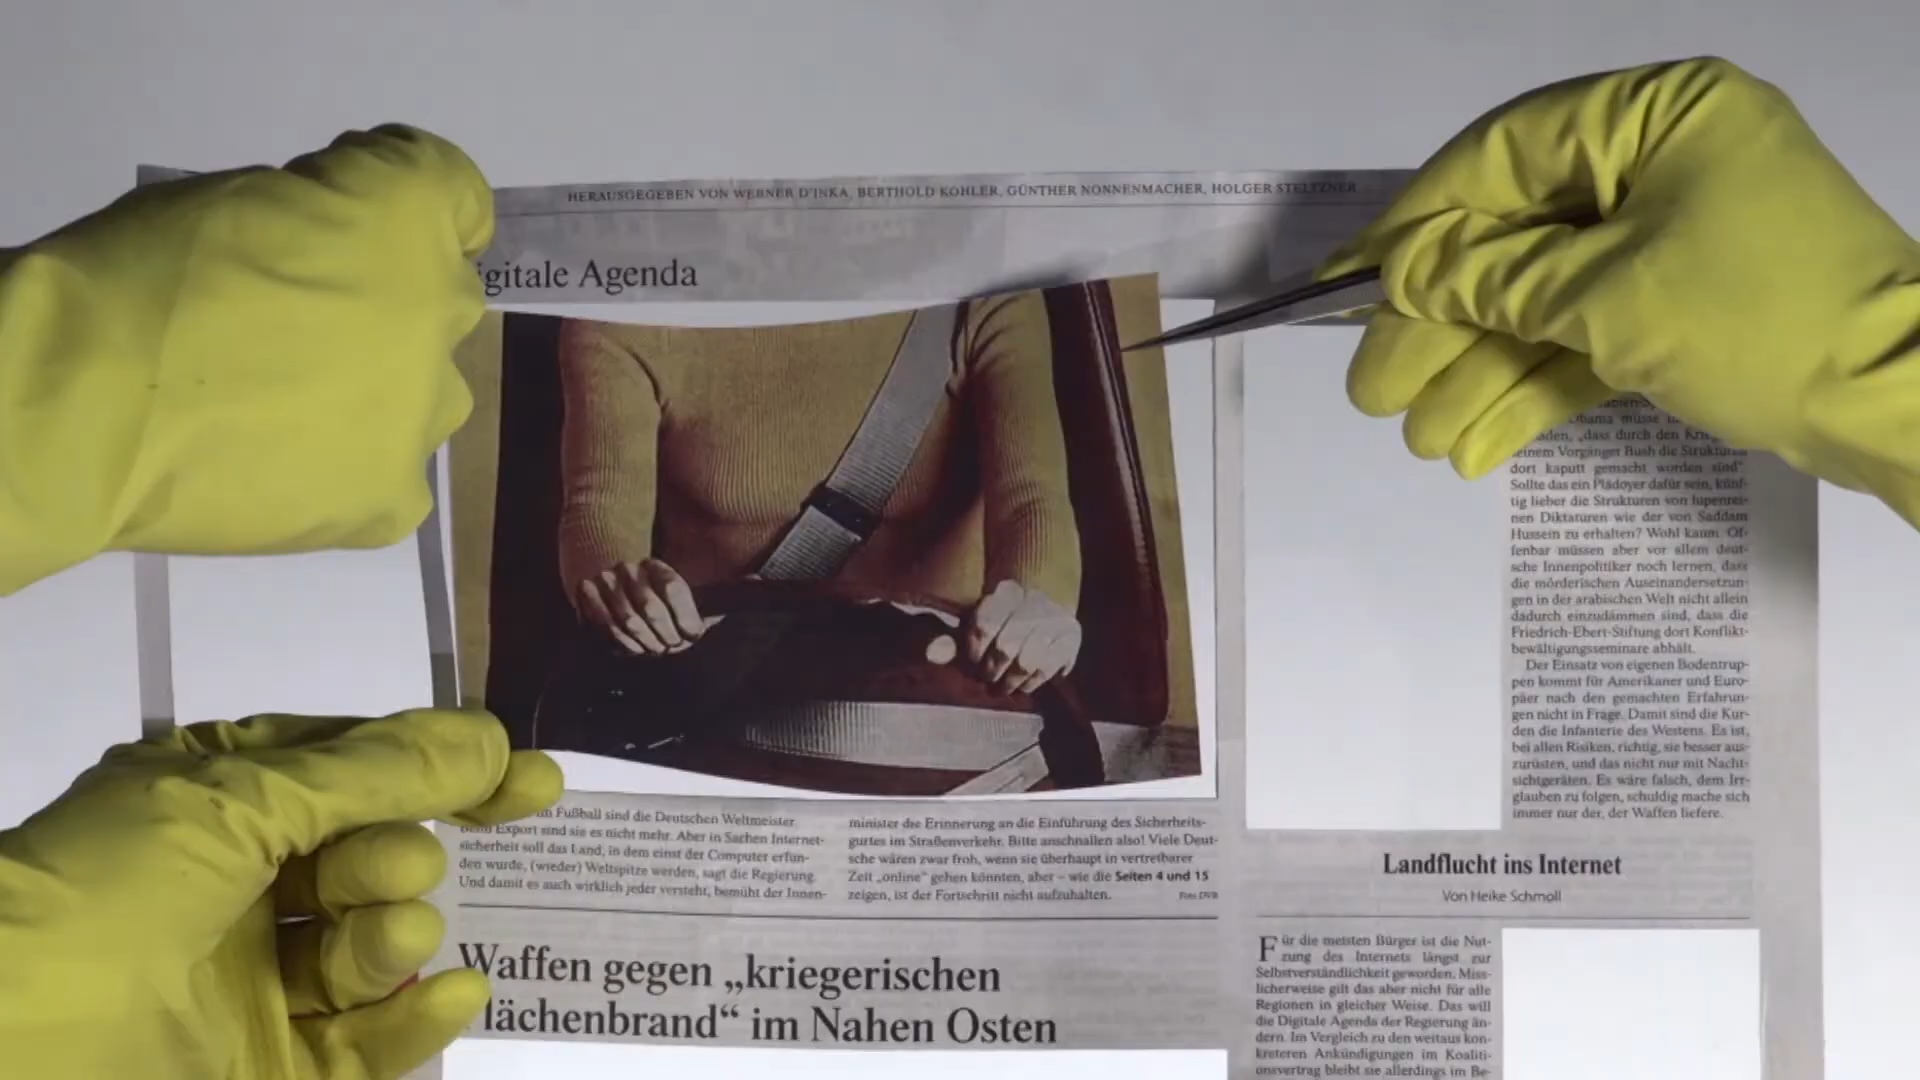 HERAUSGEGEBEN VON WERNER D'INKA, BERTHOLD KOHLER, GÜNTHER NONNENMACHER, HOLGER STELTZNER
igitale Agenda
Fußball sind die Deutschen Weltmeister.
Beim Export sind sie es nicht mehr. Aber in Sachen Internet-
sicherheit soll das Land, in dem einst der Computer erfun-
den wurde, (wieder) Weltspitze werden, sagt die Regierung.
Und damit es auch wirklich jeder versteht, bemüht der Innen-
minister die Erinnerung an die Einführung des Sicherheits-
gurtes im Straßenverkehr. Bitte anschnallen also! Viele Deut-
sche wären zwar froh, wenn sie überhaupt in vertretbarer
Zeit „online“ gehen könnten, aber – wie die Seiten 4 und 15
zeigen, ist der Fortschritt nicht aufzuhalten.
Foto DVR
Waffen gegen „kriegerischen
lächenbrand“ im Nahen Osten
Obama müsse
„dass durch den
seinem Vorgänger Bush die Strukturen
dort kaputt gemacht worden sind“.
Sollte das ein Plädoyer dafür sein, künf-
tig lieber die Strukturen von lupenrei-
nen Diktaturen wie der von Saddam
Hussein zu erhalten? Wohl kaum. Of-
fenbar müssen aber vor allem deut-
sche Innenpolitiker noch lernen, dass
die mörderischen Auseinandersetzun-
gen in der arabischen Welt nicht allein
dadurch einzudämmen sind, dass die
Friedrich-Ebert-Stiftung dort Konflikt-
bewältigungsseminare abhält.
Der Einsatz von eigenen Bodentrup-
pen kommt für Amerikaner und Euro-
päer nach den gemachten Erfahrun-
gen nicht in Frage. Damit sind die Kur-
den die Infanterie des Westens. Es ist,
bei allen Risiken, richtig, sie besser aus-
zurüsten, und das nicht nur mit Nacht-
sichtgeräten. Es wäre falsch, dem Irr-
glauben zu folgen, schuldig mache sich
immer nur der, der Waffen liefere.
Landflucht ins Internet
Von Heike Schmoll
Für die meisten Bürger ist die Nut-
zung des Internets längst zur
Selbstverständlichkeit geworden. Miss-
licherweise gilt das aber nicht für alle
Regionen in gleicher Weise. Das will
die Digitale Agenda der Regierung än-
dern. Im Vergleich zu den weitaus kon-
kreteren Ankündigungen im Koaliti-
onsvertrag bleibt sie allerdings im Be-